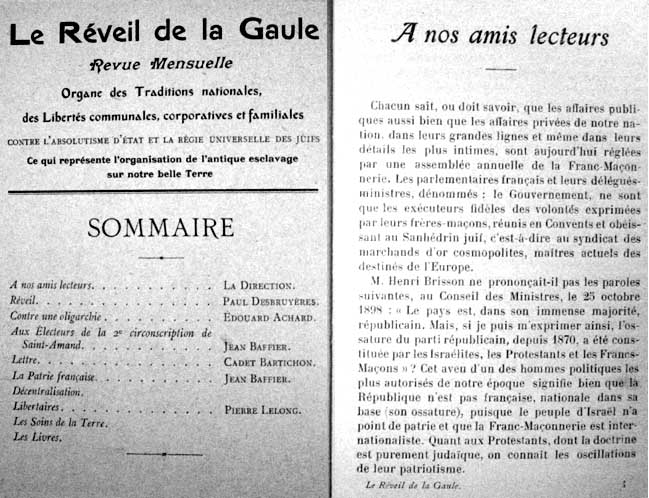 Le Réveil de la Gaule
Revue Mensuelle
Organe des Traditions nationales,
des Libertés communales, corporatives et familiales
CONTRE L'ABSOLUTISME D'ÉTAT ET LA RÉGIE UNIVERSELLE DES JUIFS
Ce qui représente l'organisation de l'antique esclavage
sur notre belle Terre
SOMMAIRE
A nos amis lecteurs. . . . . . . . . . . . LA DIRECTION.
Réveil. . . . . . . . . . . . . . . . . PAUL DESBRUYÈRES.
Contre une oligarchie . . . . . . . . . . . EDOUARD ACHARD.
Aux Électeurs de la 2e circonscription de
Saint-Amand. . . . . . . . . . . . . . JEAN BAFFIER.
Lettre. . . . . . . . . . . . . . . . . CADET BARTICHON.
La Patrie française. . . . . . . . . . . . JEAN BAFFIER.
Décentralisation.
Libertaires . . . . . . . . . . . . . . PIERRE LELONG.
Les Soins de la Terre.
Les Livres.
A nos amis lecteurs
Chacun sait, ou doit savoir, que les affaires publi-
ques aussi bien que les affaires privées de notre na-
tion, dans leurs grandes lignes et même dans leurs
détails les plus intimes, sont aujourd'hui réglées
par une assemblée annuelle de la Franc-Maçon-
nerie. Les parlementaires français et leurs délégués-
ministres, dénommés : le Gouvernement, ne sont
que les exécuteurs fidèles des volontés exprimées
par leurs frères-maçons, réunis en Convents et obéis-
sant au Sanhédrin juif, c'est-à-dire au syndicat des
marchands d'or cosmopolites, maîtres actuels des
destinés de l'Europe.
M. Henri Brisson ne prononçait-il pas les paroles
suivantes, au Conseil des Ministres, le 25 octobre
1898 : « Le pays est, dans son immense majorité,
républicain. Mais, si je puis m'exprimer ainsi, l'os-
sature du parti républicain, depuis 1870, a été cons-
tituée par les Israélites, les Protestants et les Francs-
Maçons » ? Cet aveu d'un des hommes politiques les
plus autorisés de notre époque signifie bien que la
République n'est pas française, nationale dans sa
base (son ossature), puisque le peuple d'Israël n'a
point de patrie et que la Franc-Maçonnerie est inter-
nationaliste. Quant aux Protestants, dont la doctrine
est purement judaïque, on connait les oscillations
de leur patriotisme.
Le Réveil de la Gaule.